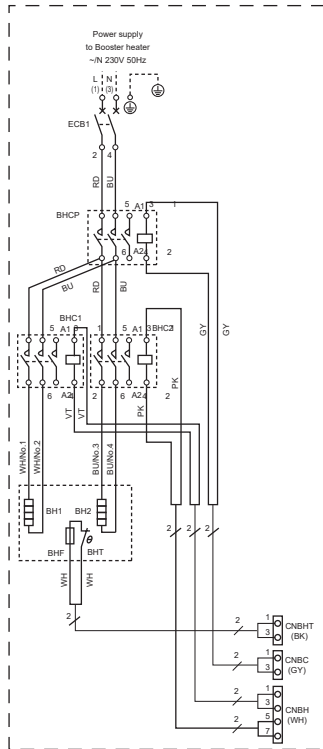 Power supply
to Booster heater
~/N 230V 50Hz
L N
(1) (3)
ECB1
2 4
RD BU
BHCP
5 A1 3 1
6 A2 4 2
RD
BU
RD BU
GY GY
BHC1
5 A1 3 1 5 A1 3 BHC2 1
6 A2 4 2 6 A2 4 2
VT VT PK PK
WH/No.1 WH/No.2 BU/No.3 BU/No.4
BH1 BH2
θ
BHF BHT
WH WH
2 2 2
2
2 1 CNBHT
3 (BK)
2 1 CNBC
3 (GY)
2 1
3 CNBH
5 (WH)
2 7